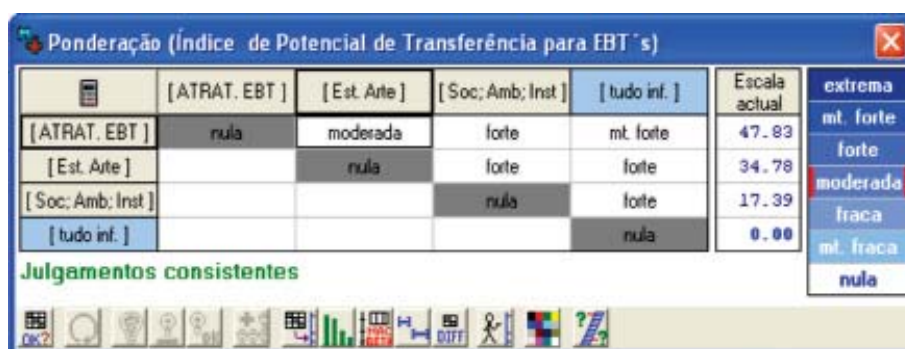 Ponderação (Índice de Potencial de Transferência para EBT´s)
[ ATRAT. EBT ] [ Est. Arte ] [ Soc; Amb; Inst ] [ tudo inf. ] Escala actual
[ ATRAT. EBT ] nula moderada forte mt. forte 47.83
[ Est. Arte ] nula forte forte 34.78
[ Soc; Amb; Inst ] nula forte 17.39
[ tudo inf. ] nula 0.00
extrema
mt. forte
forte
moderada
fraca
mt. fraca
nula
Julgamentos consistentes
OK? DIFF